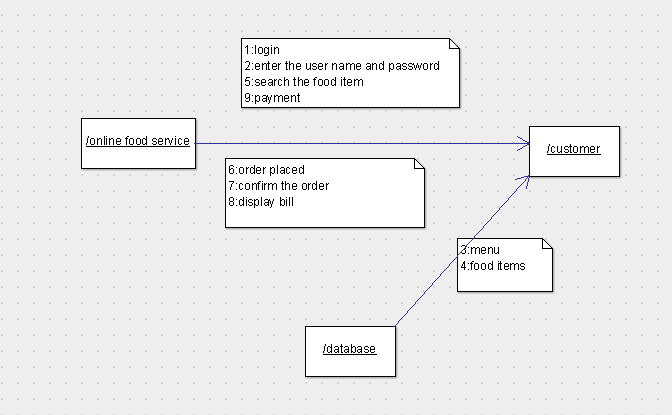 1:login
2:enter the user name and password
5:search the food item
9:payment
/online food service
/customer
6:order placed
7:confirm the order
8:display bill
3:menu
4:food items
/database